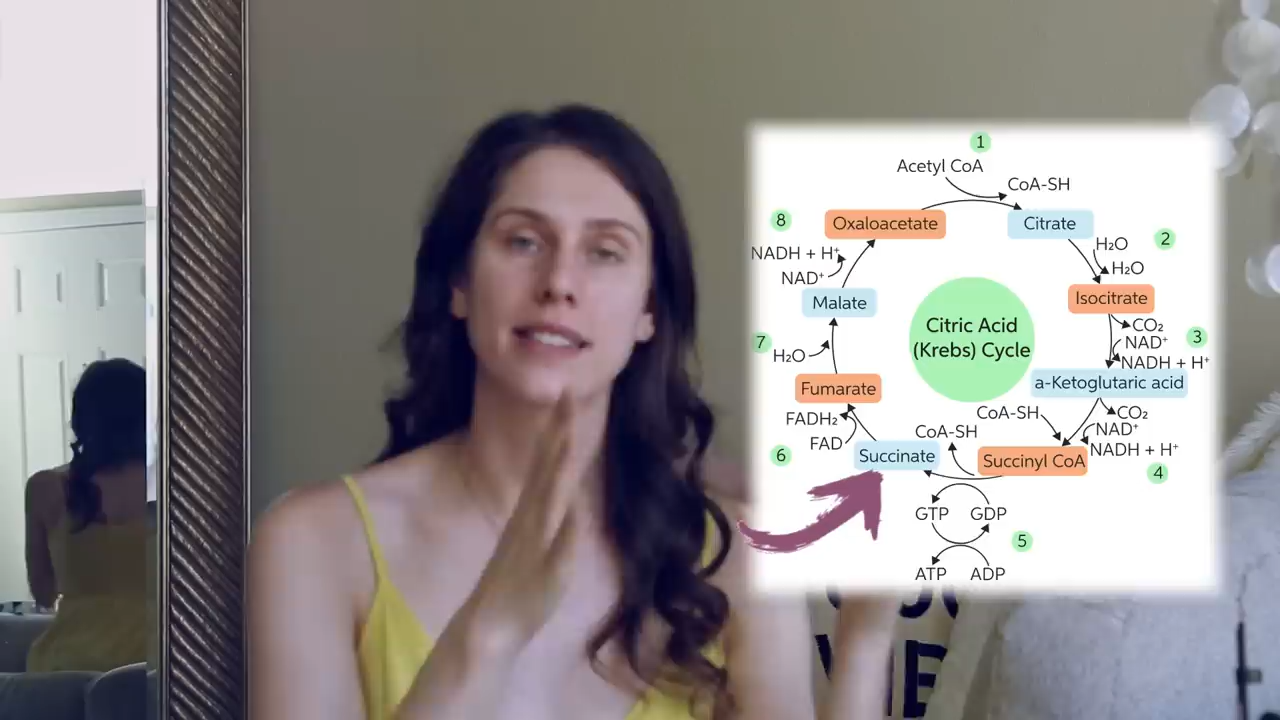 1
Acetyl CoA
CoA-SH
8
Oxaloacetate
Citrate
NADH + H⁺
NAD⁺
H₂O
H₂O
2
Malate
Isocitrate
Citric Acid
(Krebs) Cycle
CO₂
NAD⁺
NADH + H⁺
3
7
H₂O
a-Ketoglutaric acid
Fumarate
FADH₂
FAD
CoA-SH
CO₂
NAD⁺
NADH + H⁺
CoA-SH
6
Succinate
Succinyl CoA
4
GTP
GDP
5
ATP
ADP